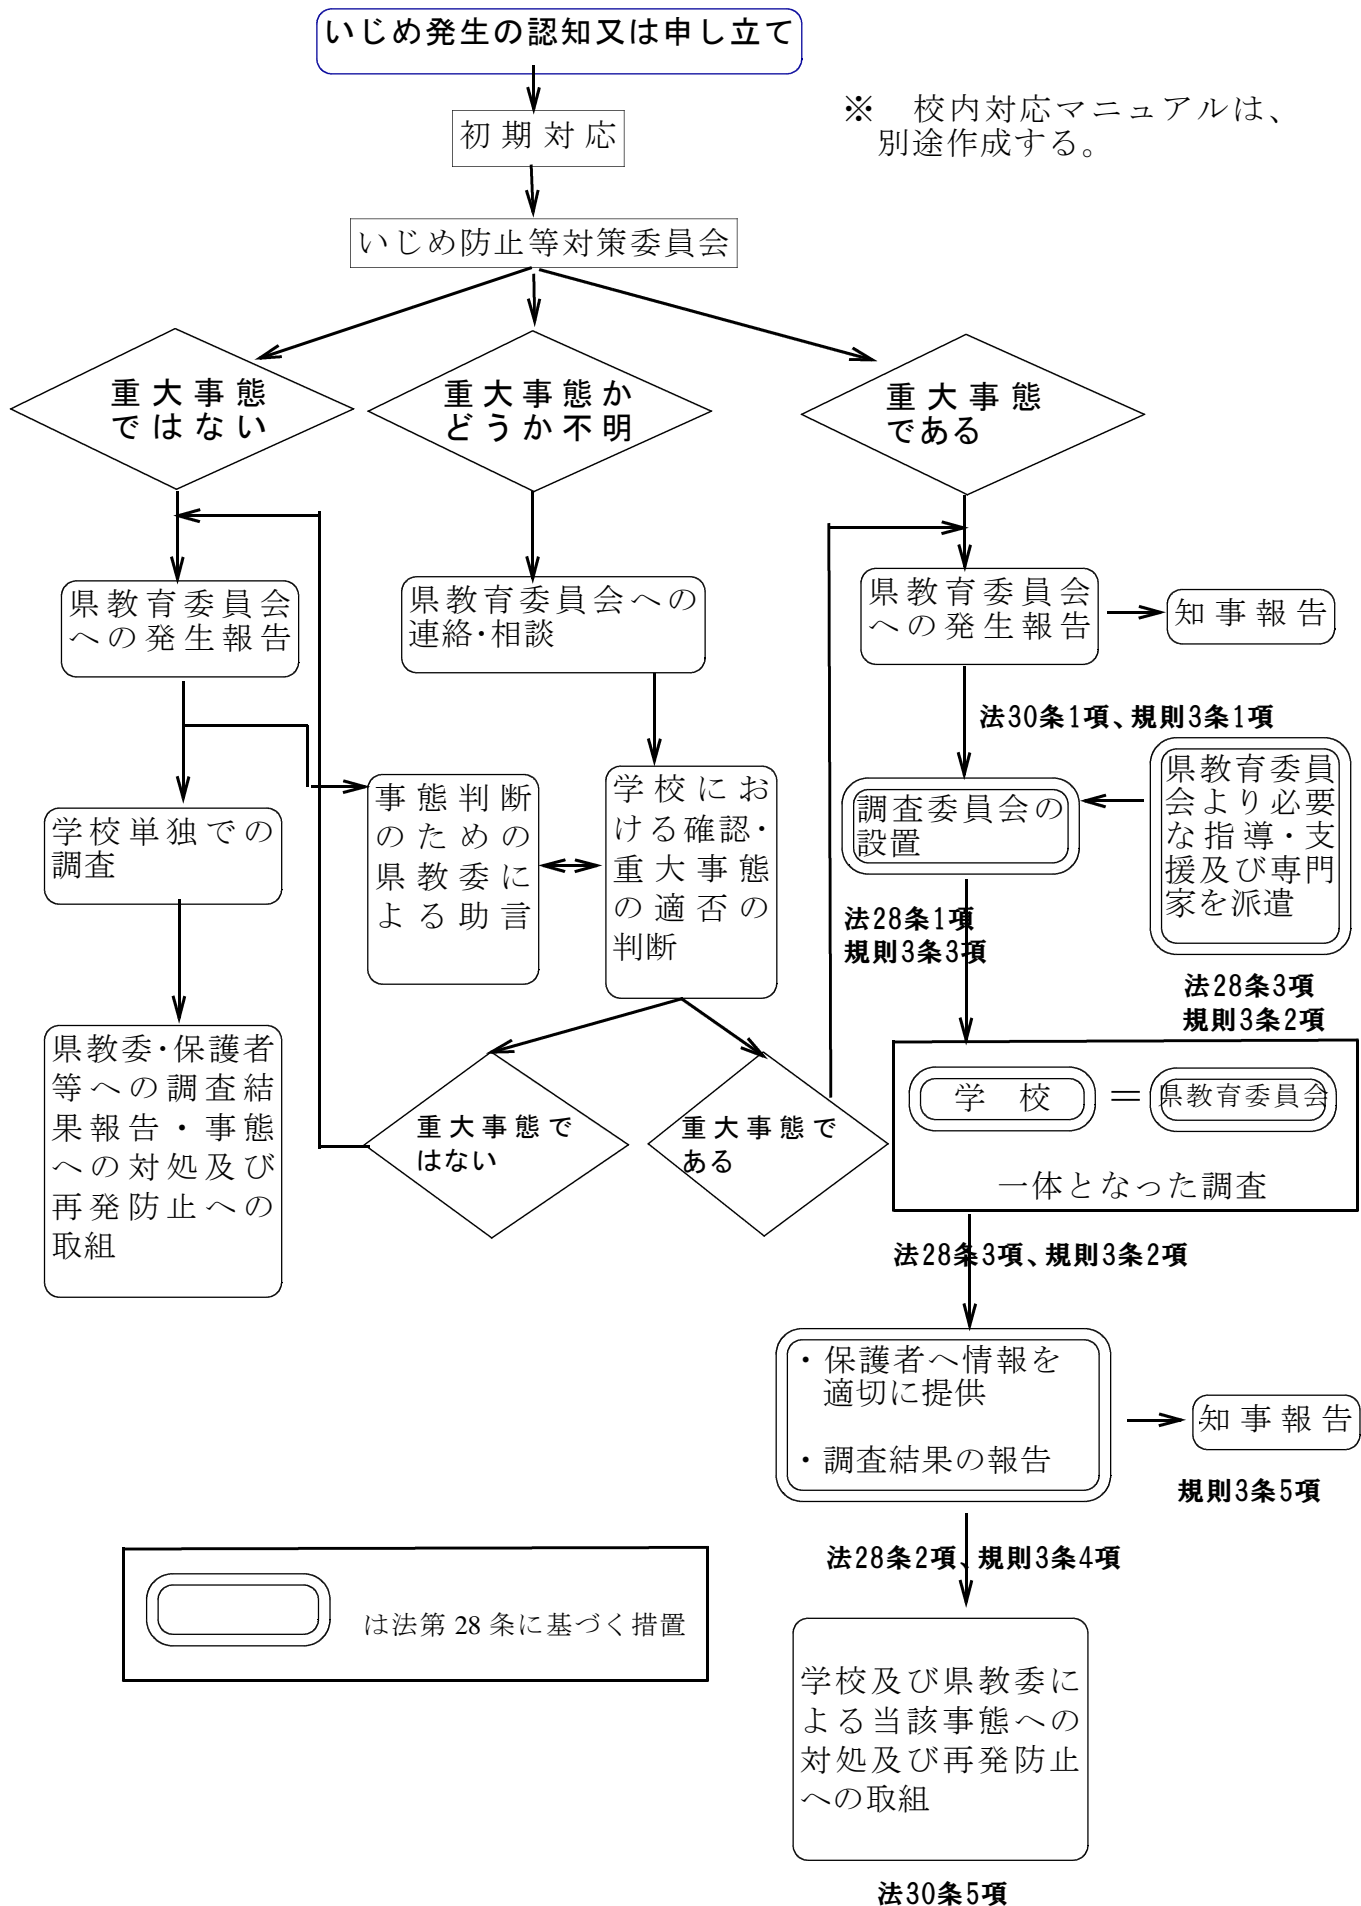 いじめ発生の認知又は申し立て
※　校内対応マニュアルは、
別途作成する。
初期対応
いじめ防止等対策委員会
重大事態
ではない
重大事態か
どうか不明
重大事態
である
県教育委員会
への発生報告
県教育委員会への
連絡・相談
県教育委員会
への発生報告
知事報告
法30条1項、規則3条1項
学校単独での
調査
事態判断
のための
県教委に
よる助言
学校にお
ける確認・
重大事態
の適否の
判断
調査委員会の
設置
県教育委員
会より必要
な指導・支
援及び専門
家を派遣
法28条1項
規則3条3項
法28条3項
規則3条2項
県教委・保護者
等への調査結
果報告・事態
への対処及び
再発防止への
取組
重大事態で
はない
重大事態で
ある
学　校　＝　県教育委員会
一体となった調査
法28条3項、規則3条2項
・保護者へ情報を
適切に提供
・調査結果の報告
知事報告
規則3条5項
法28条2項、規則3条4項
は法第 28 条に基づく措置
学校及び県教委に
よる当該事態への
対処及び再発防止
への取組
法30条5項